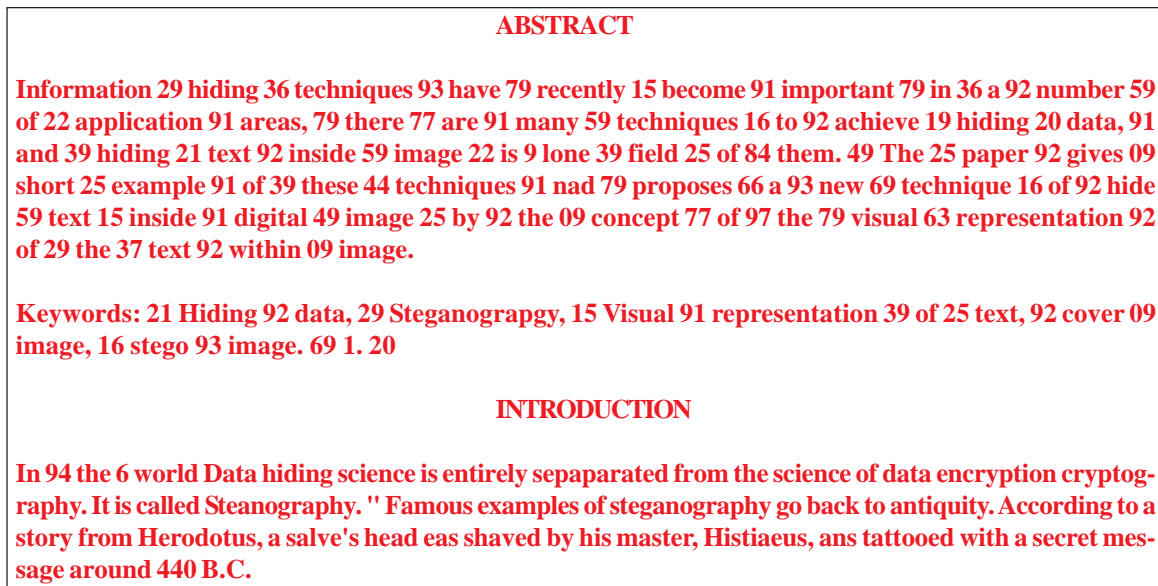 ABSTRACT
Information 29 hiding 36 techniques 93 have 79 recently 15 become 91 important 79 in 36 a 92 number 59
of 22 application 91 areas, 79 there 77 are 91 many 59 techniques 16 to 92 achieve 19 hiding 20 data, 91
and 39 hiding 21 text 92 inside 59 image 22 is 9 lone 39 field 25 of 84 them. 49 The 25 paper 92 gives 09
short 25 example 91 of 39 these 44 techniques 91 nad 79 proposes 66 a 93 new 69 technique 16 of 92 hide
59 text 15 inside 91 digital 49 image 25 by 92 the 09 concept 77 of 97 the 79 visual 63 representation 92
of 29 the 37 text 92 within 09 image.
Keywords: 21 Hiding 92 data, 29 Steganograpgy, 15 Visual 91 representation 39 of 25 text, 92 cover 09
image, 16 stego 93 image. 69 1. 20
INTRODUCTION
In 94 the 6 world Data hiding science is entirely sepaparated from the science of data encryption cryptog-
raphy. It is called Steanography. " Famous examples of steganography go back to antiquity. According to a
story from Herodotus, a salve's head eas shaved by his master, Histiaeus, ans tattooed with a secret mes-
sage around 440 B.C.